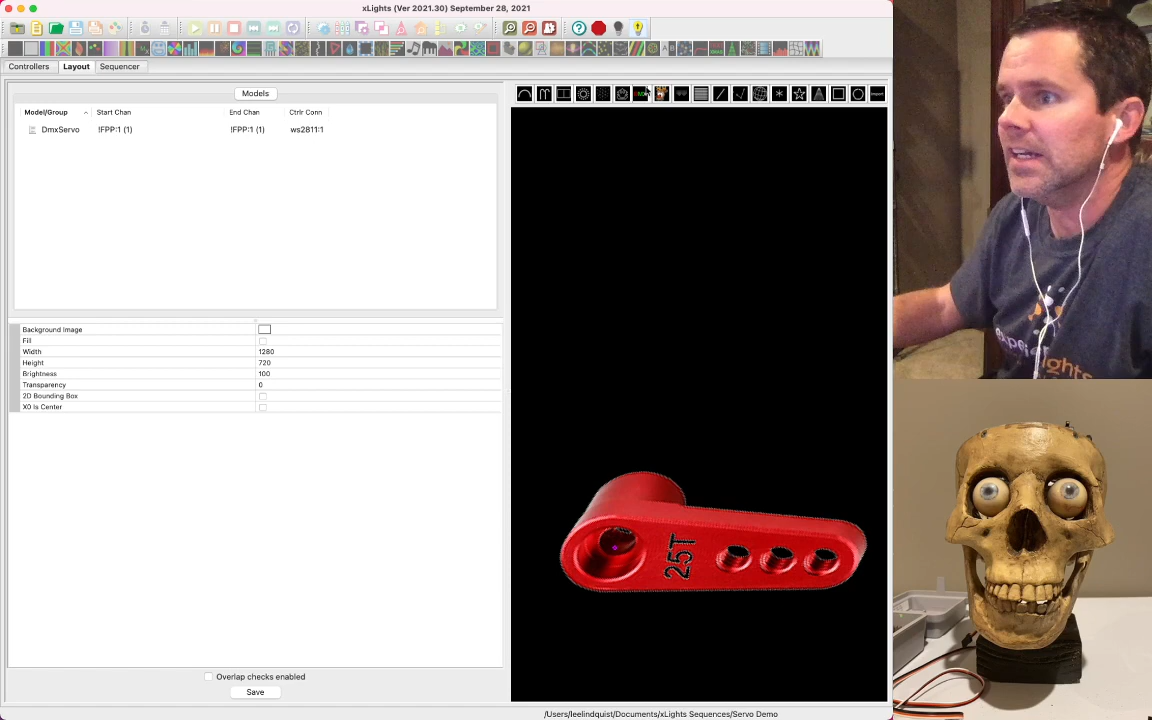 xLights (Ver 2021.30) September 28, 2021
Controllers Layout Sequencer
Models
Model/Group Start Chan End Chan Ctrlr Conn
DmxServo !FPP:1 (1) !FPP:1 (1) ws2811:1
Background Image
Fill
Width 1280
Height 720
Brightness 100
Transparency 0
2D Bounding Box
X0 Is Center
25T
Overlap checks enabled
Save
/Users/leelindquist/Documents/xLights Sequences/Servo Demo